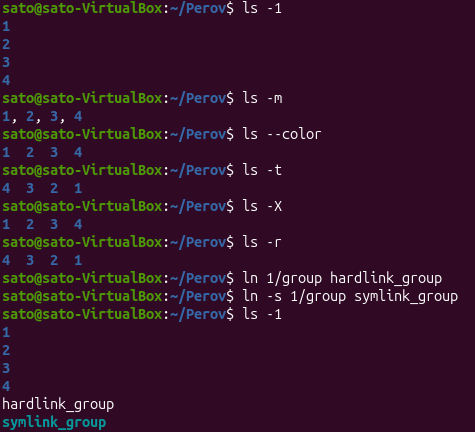 sato@sato-VirtualBox:~/Perov$ ls -1
1
2
3
4
sato@sato-VirtualBox:~/Perov$ ls -m
1, 2, 3, 4
sato@sato-VirtualBox:~/Perov$ ls --color
1  2  3  4
sato@sato-VirtualBox:~/Perov$ ls -t
4  3  2  1
sato@sato-VirtualBox:~/Perov$ ls -X
1  2  3  4
sato@sato-VirtualBox:~/Perov$ ls -r
4  3  2  1
sato@sato-VirtualBox:~/Perov$ ln 1/group hardlink_group
sato@sato-VirtualBox:~/Perov$ ln -s 1/group symlink_group
sato@sato-VirtualBox:~/Perov$ ls -1
1
2
3
4
hardlink_group
symlink_group